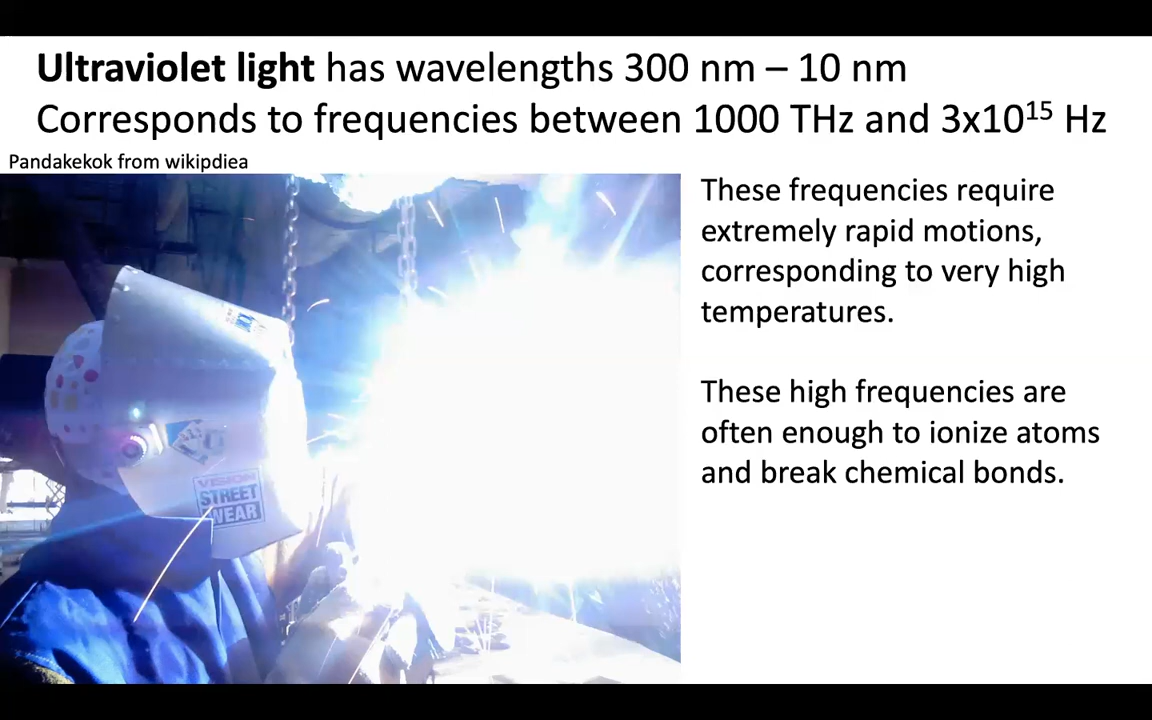 Ultraviolet light has wavelengths 300 nm – 10 nm
Corresponds to frequencies between 1000 THz and 3x10¹⁵ Hz
Pandakekok from wikipdiea
These frequencies require
extremely rapid motions,
corresponding to very high
temperatures.
These high frequencies are
often enough to ionize atoms
and break chemical bonds.
VISION
STREET
WEAR